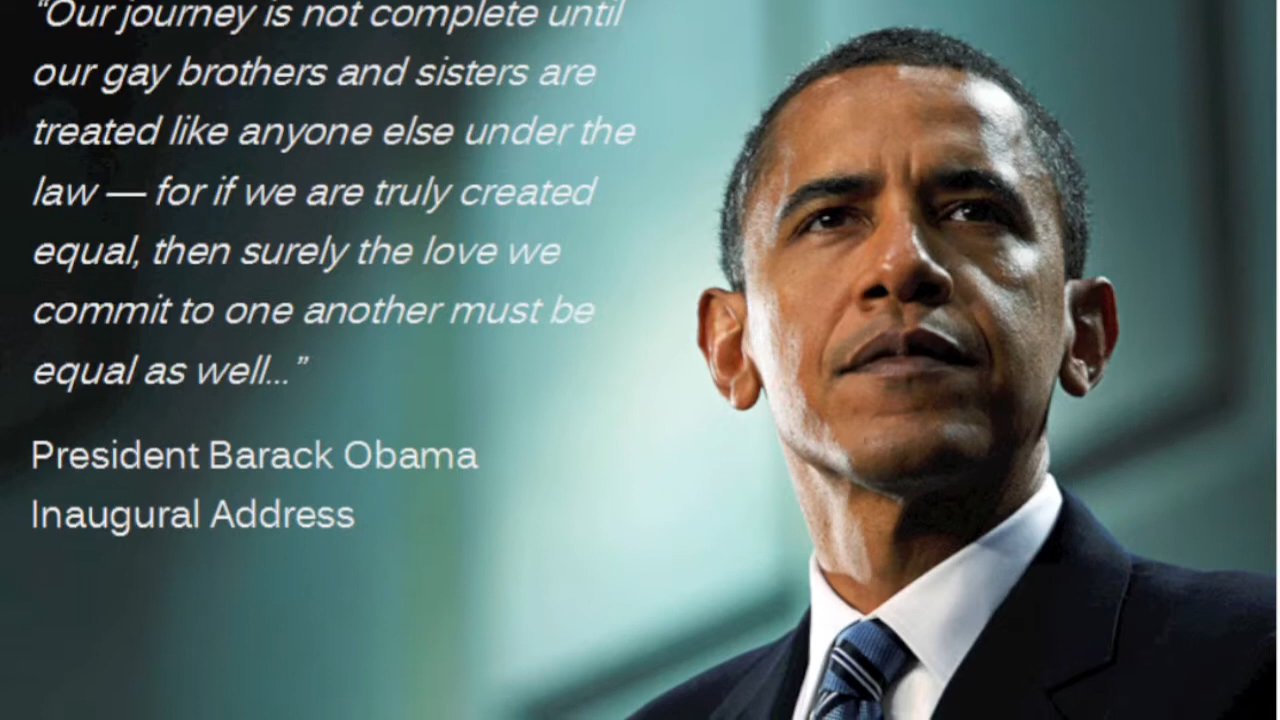 “Our journey is not complete until
our gay brothers and sisters are
treated like anyone else under the
law — for if we are truly created
equal, then surely the love we
commit to one another must be
equal as well...”
President Barack Obama
Inaugural Address